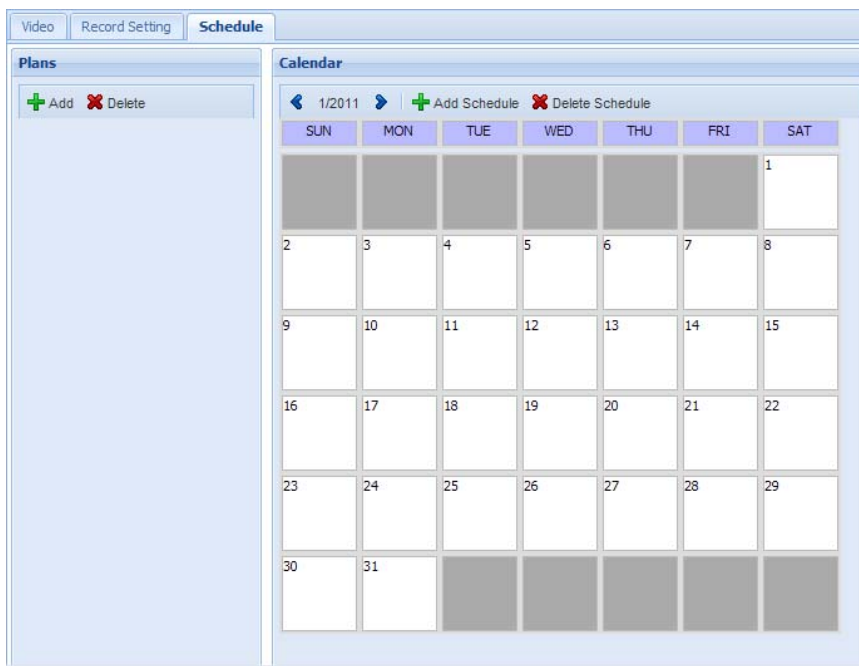 Video Record Setting Schedule
Plans
Add Delete
Calendar
1/2011 Add Schedule Delete Schedule
SUN MON TUE WED THU FRI SAT
1
2 3 4 5 6 7 8
9 10 11 12 13 14 15
16 17 18 19 20 21 22
23 24 25 26 27 28 29
30 31